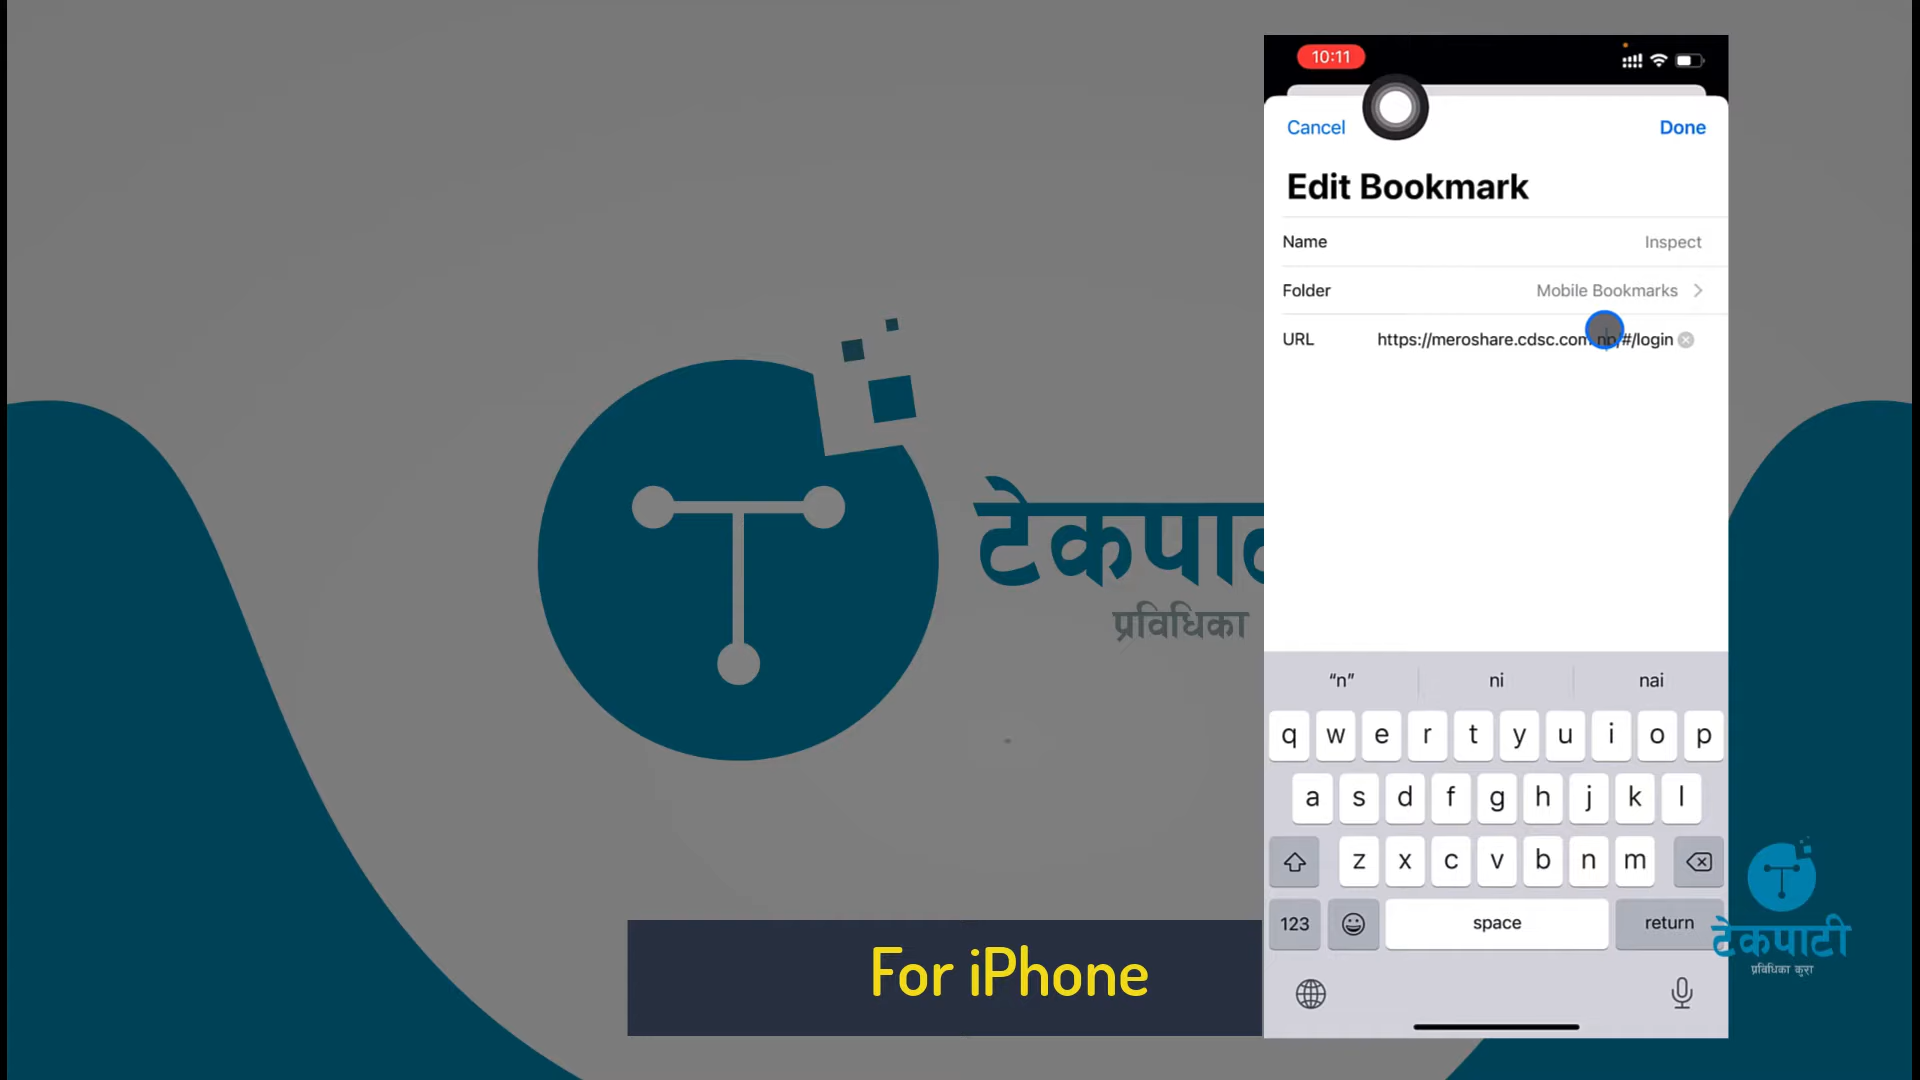 10:11
Cancel
Done
Edit Bookmark
Name
Inspect
Folder
Mobile Bookmarks
URL
https://meroshare.cdsc.com.np/#/login
टेकपा
प्रविधिका
“n”
ni
nai
q w e r t y u i o p
a s d f g h j k l
z x c v b n m
123
space
return
टेकपाटी
प्रविधिका कुरा
For iPhone